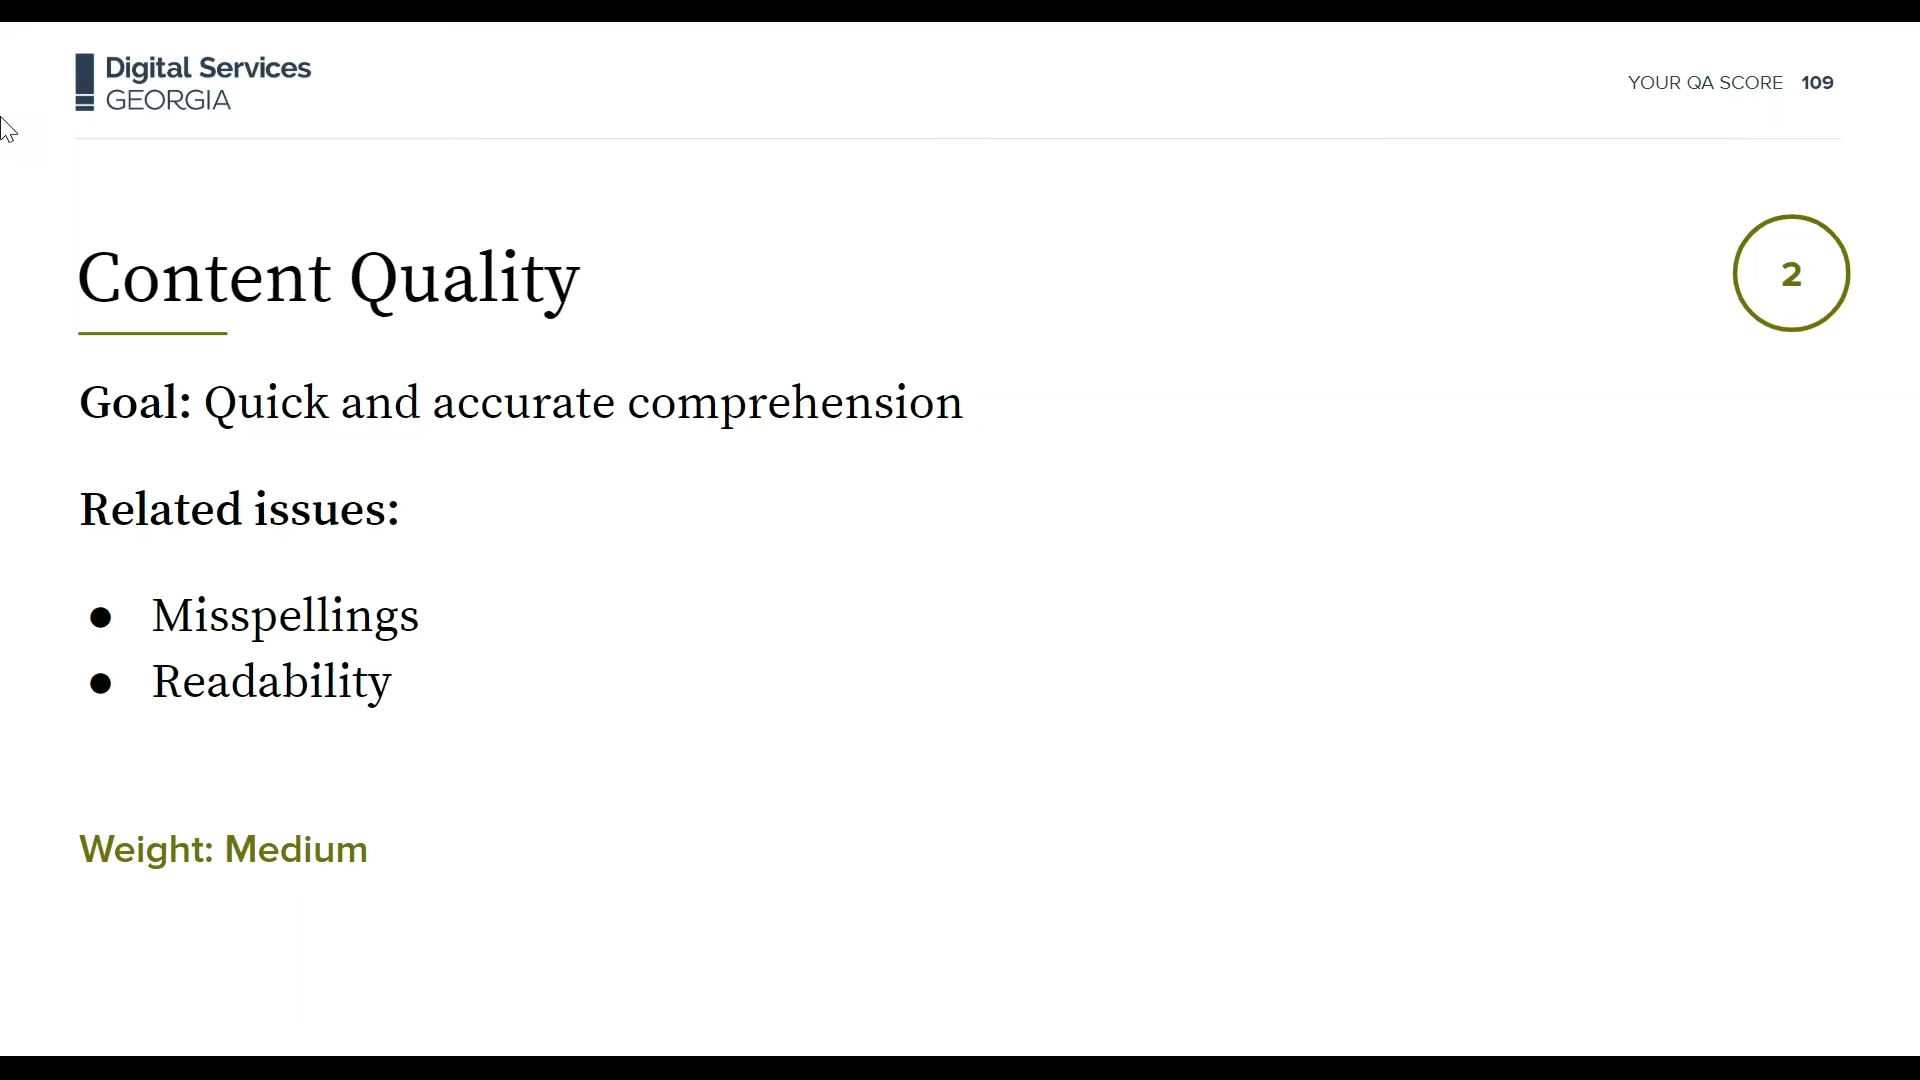 Digital Services
GEORGIA
YOUR QA SCORE 109
Content Quality
2
Goal: Quick and accurate comprehension
Related issues:
● Misspellings
● Readability
Weight: Medium